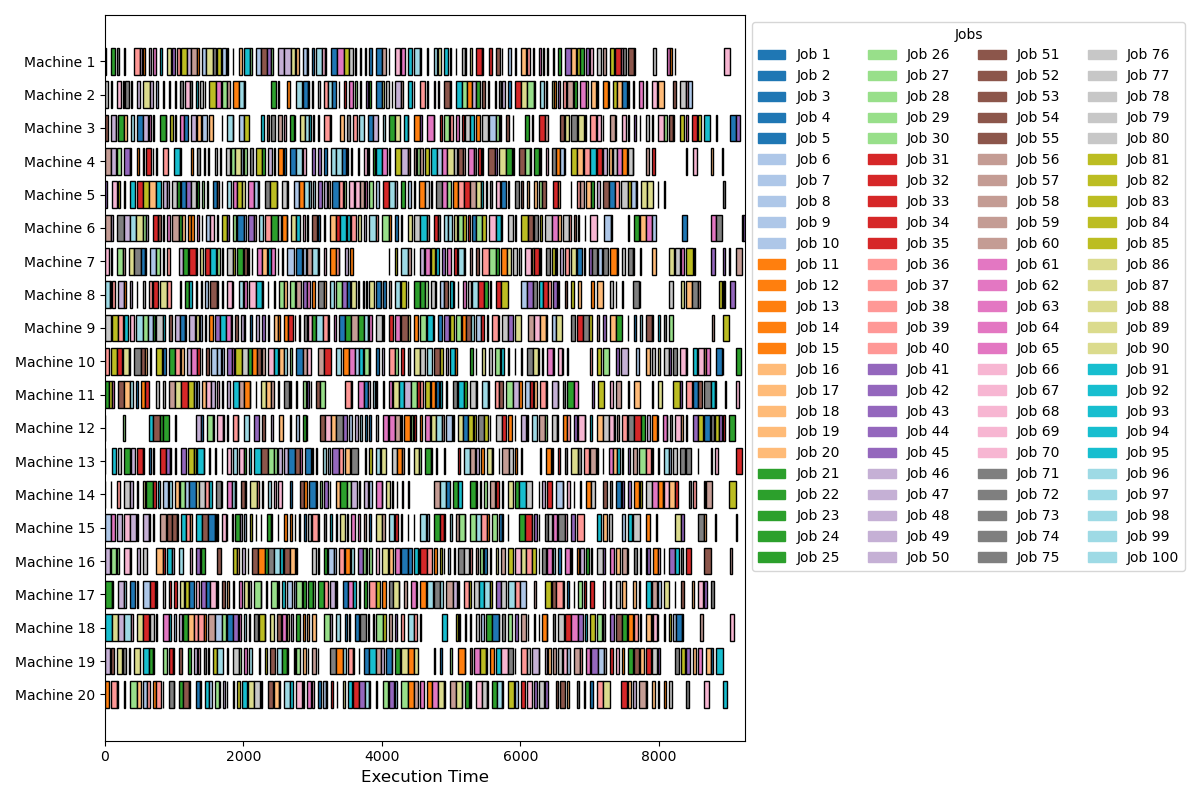 Jobs
Machine 1
Machine 2
Machine 3
Machine 4
Machine 5
Machine 6
Machine 7
Machine 8
Machine 9
Machine 10
Machine 11
Machine 12
Machine 13
Machine 14
Machine 15
Machine 16
Machine 17
Machine 18
Machine 19
Machine 20
0 2000 4000 6000 8000
Execution Time
Job 1 Job 26 Job 51 Job 76
Job 2 Job 27 Job 52 Job 77
Job 3 Job 28 Job 53 Job 78
Job 4 Job 29 Job 54 Job 79
Job 5 Job 30 Job 55 Job 80
Job 6 Job 31 Job 56 Job 81
Job 7 Job 32 Job 57 Job 82
Job 8 Job 33 Job 58 Job 83
Job 9 Job 34 Job 59 Job 84
Job 10 Job 35 Job 60 Job 85
Job 11 Job 36 Job 61 Job 86
Job 12 Job 37 Job 62 Job 87
Job 13 Job 38 Job 63 Job 88
Job 14 Job 39 Job 64 Job 89
Job 15 Job 40 Job 65 Job 90
Job 16 Job 41 Job 66 Job 91
Job 17 Job 42 Job 67 Job 92
Job 18 Job 43 Job 68 Job 93
Job 19 Job 44 Job 69 Job 94
Job 20 Job 45 Job 70 Job 95
Job 21 Job 46 Job 71 Job 96
Job 22 Job 47 Job 72 Job 97
Job 23 Job 48 Job 73 Job 98
Job 24 Job 49 Job 74 Job 99
Job 25 Job 50 Job 75 Job 100